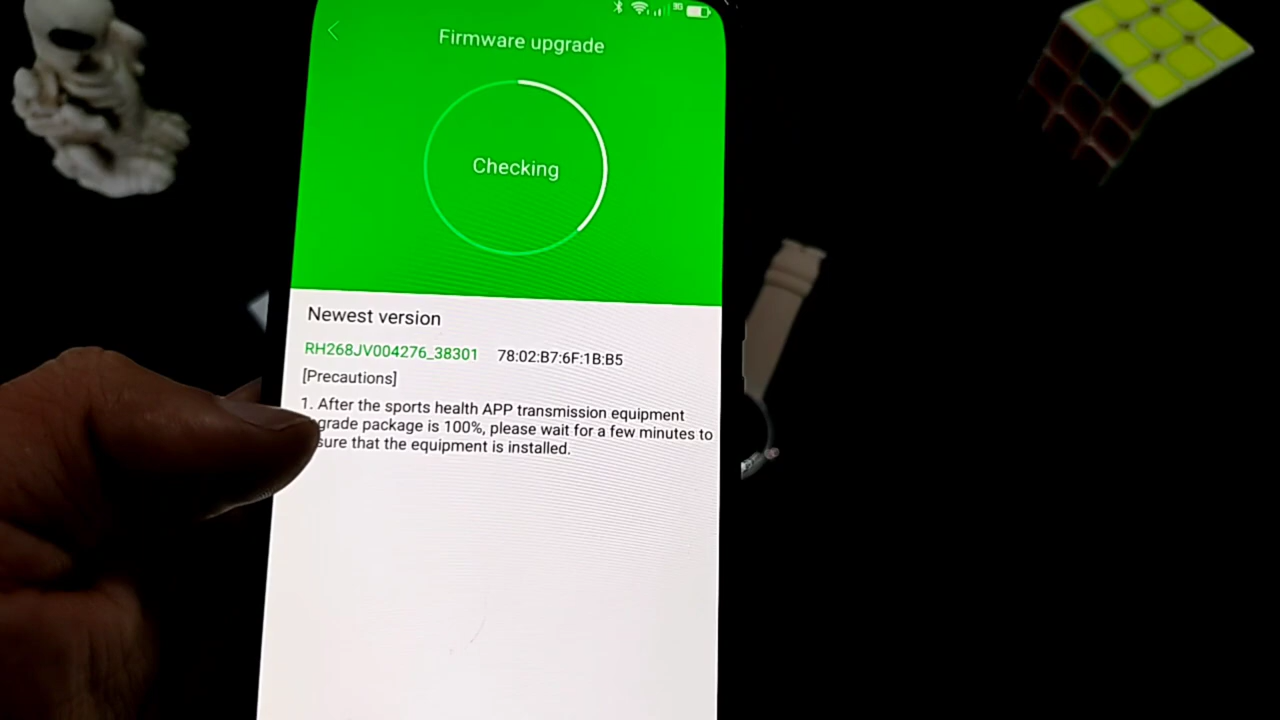 Firmware upgrade
Checking
Newest version
RH268JV004276_38301 78:02:B7:6F:1B:B5
[Precautions]
1. After the sports health APP transmission equipment
grade package is 100%, please wait for a few minutes to
sure that the equipment is installed.